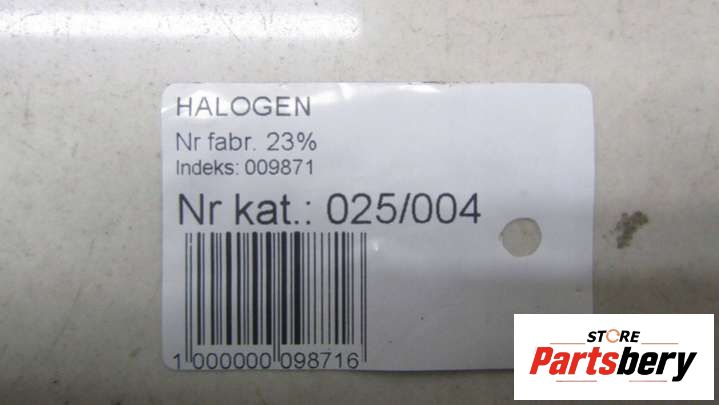 HALOGEN
Nr fabr. 23%
Indeks: 009871
Nr kat.: 025/004
1 000000 098716
STORE
Partsbery